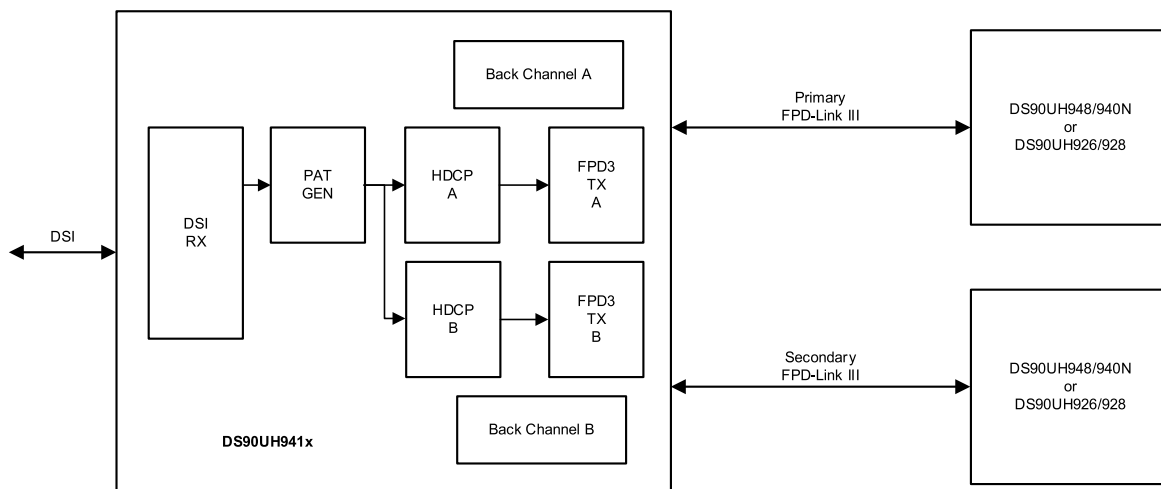 Back Channel A
DSI
DSI
RX
PAT
GEN
HDCP
A
FPD3
TX
A
HDCP
B
FPD3
TX
B
Back Channel B
DS90UH941x
Primary
FPD-Link III
DS90UH948/940N
or
DS90UH926/928
Secondary
FPD-Link III
DS90UH948/940N
or
DS90UH926/928